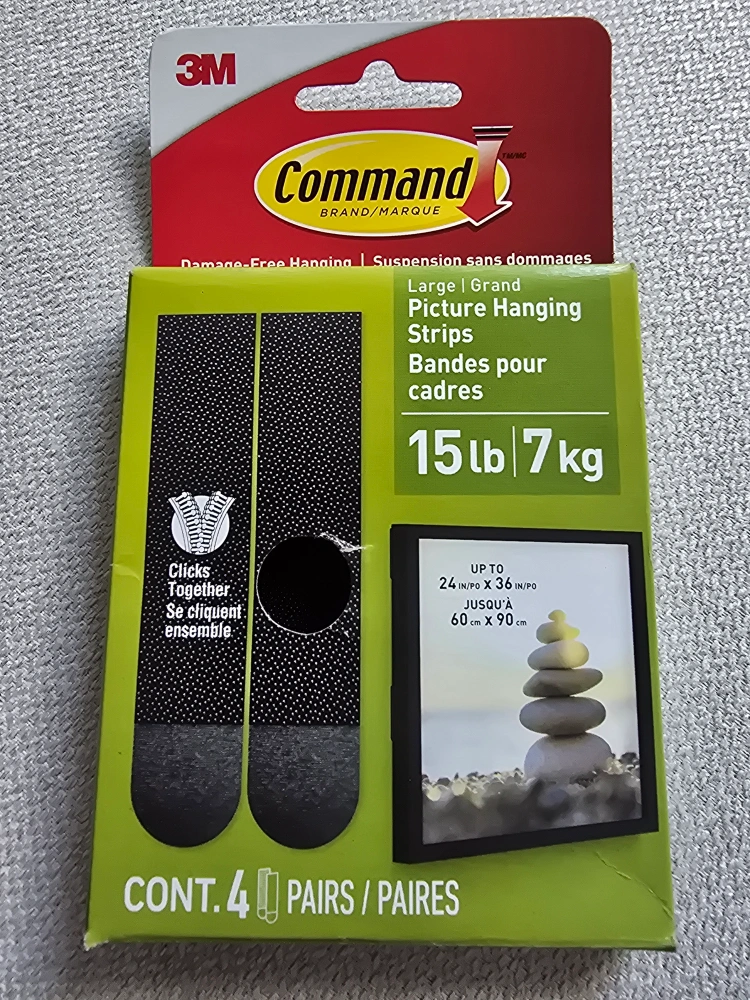 3M
Command
TM/MC
BRAND/MARQUE
Damage-Free Hanging | Suspension sans dommages
Large | Grand
Picture Hanging
Strips
Bandes pour
cadres
15 lb | 7 kg
Clicks
Together
Se cliquent
ensemble
UP TO
24 IN/PO x 36 IN/PO
JUSQU'À
60 cm x 90 cm
CONT. 4 PAIRS / PAIRES